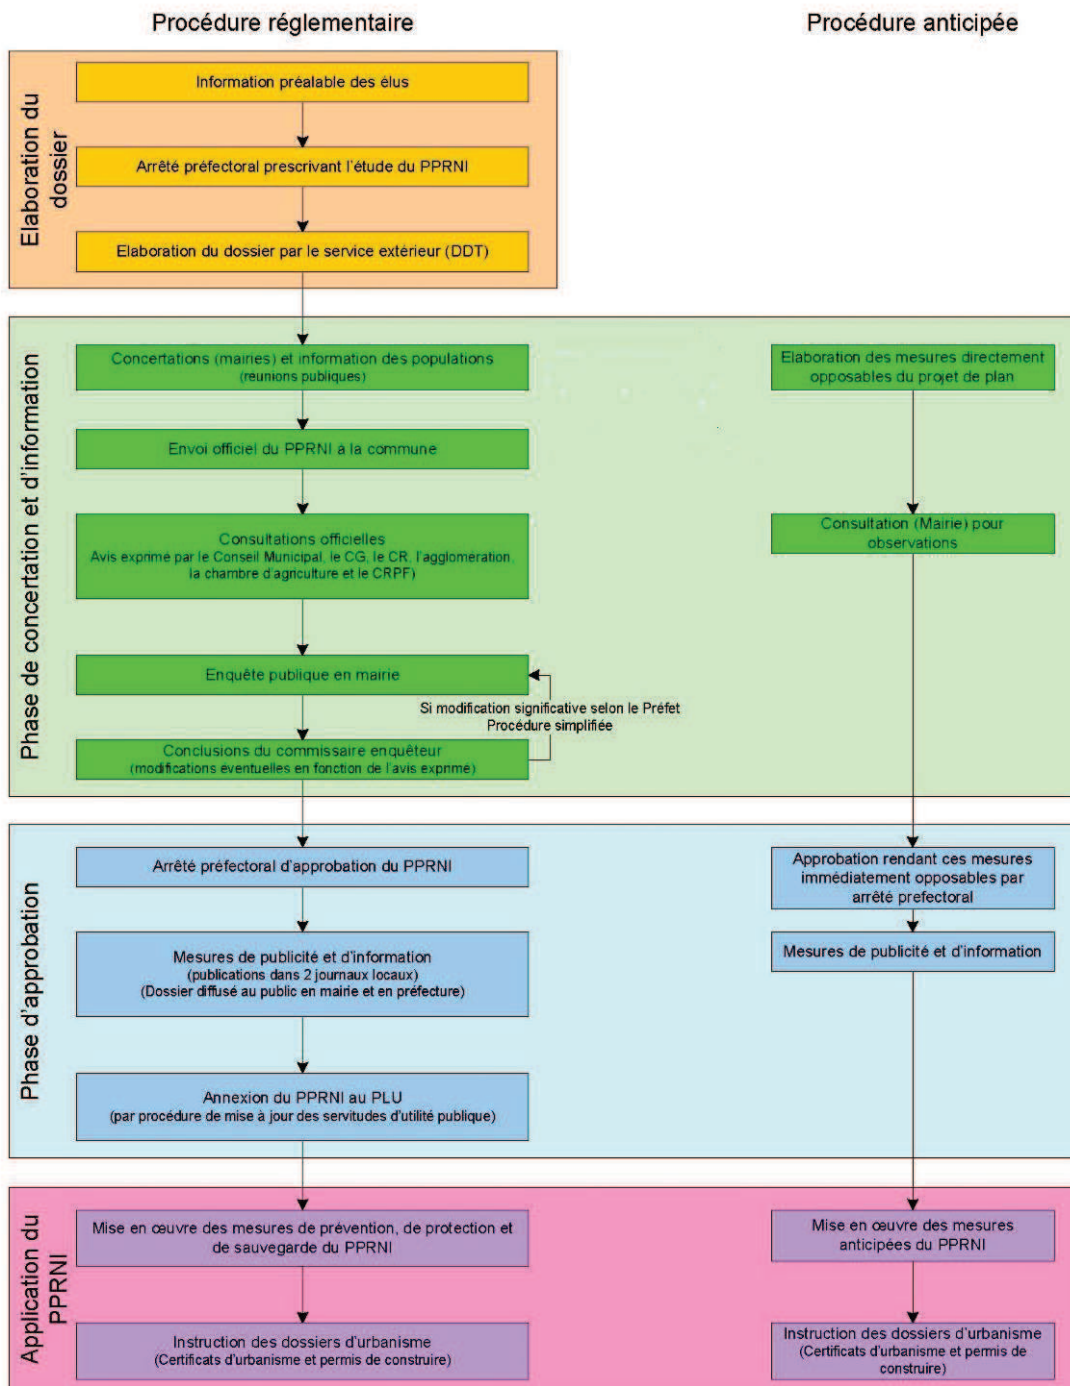 Procédure réglementaire
Procédure anticipée
Elaboration du
dossier
Information préalable des élus
Arrêté préfectoral prescrivant l'étude du PPRNI
Elaboration du dossier par le service extérieur (DDT)
Phase de concertation et d'information
Concertations (mairies) et information des populations
(réunions publiques)
Envoi officiel du PPRNI à la commune
Consultations officielles
Avis exprimé par le Conseil Municipal, le CG, le CR, l'agglomération,
la chambre d'agriculture et le CRPF)
Enquête publique en mairie
Si modification significative selon le Préfet
Procédure simplifiée
Conclusions du commissaire enquêteur
(modifications éventuelles en fonction de l'avis exprimé)
Elaboration des mesures directement
opposables du projet de plan
Consultation (Mairie) pour
observations
Phase d'approbation
Arrêté préfectoral d'approbation du PPRNI
Mesures de publicité et d'information
(publications dans 2 journaux locaux)
(Dossier diffusé au public en mairie et en préfecture)
Annexion du PPRNI au PLU
(par procédure de mise à jour des servitudes d'utilité publique)
Approbation rendant ces mesures
immédiatement opposables par
arrêté prefectoral
Mesures de publicité et d'information
Application du
PPRNI
Mise en œuvre des mesures de prévention, de protection et
de sauvegarde du PPRNI
Instruction des dossiers d'urbanisme
(Certificats d'urbanisme et permis de construire)
Mise en œuvre des mesures
anticipées du PPRNI
Instruction des dossiers d'urbanisme
(Certificats d'urbanisme et permis de
construire)